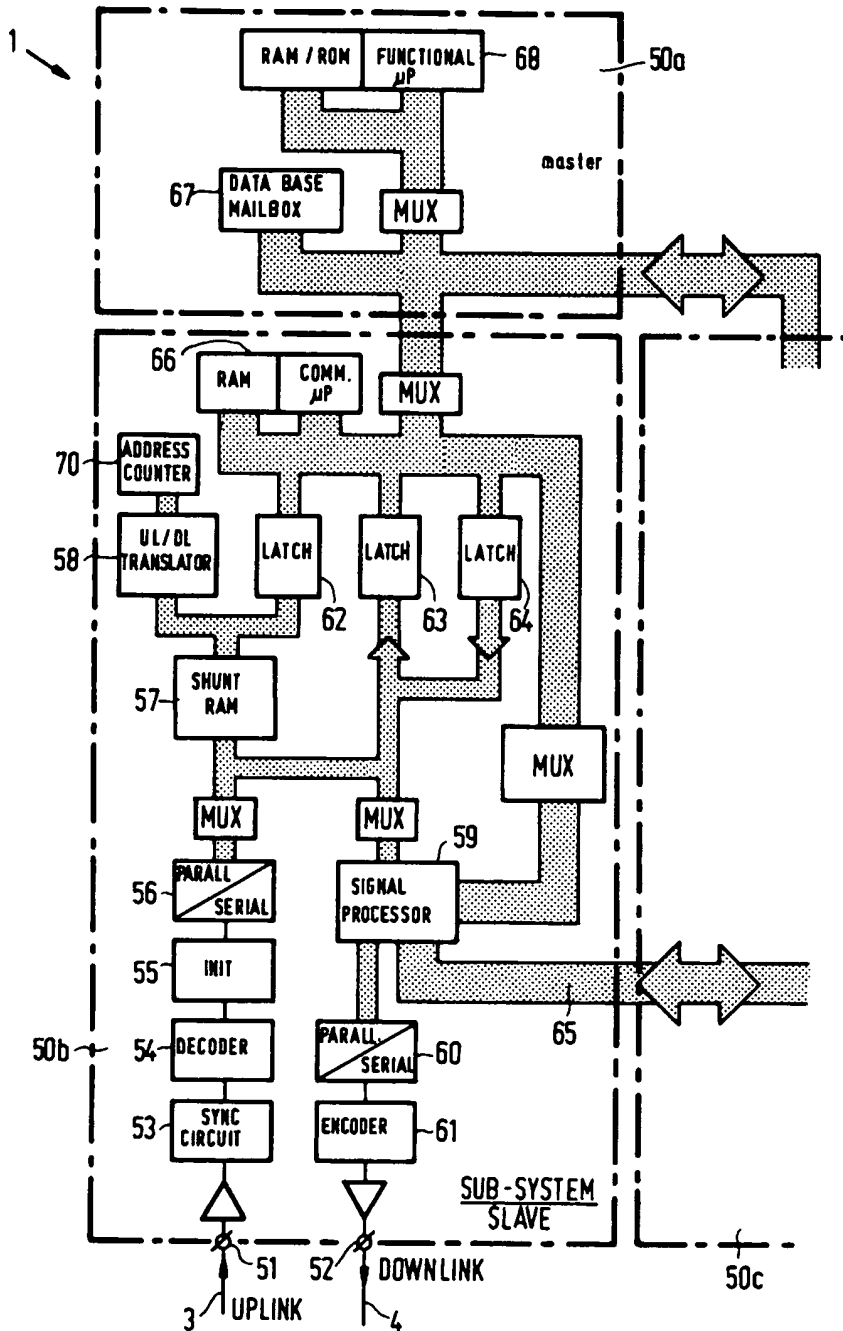 1
RAM/ROM
FUNCTIONAL
μP
68
50a
master
67
DATA BASE
MAILBOX
MUX
66
RAM
COMM.
μP
MUX
70
ADDRESS
COUNTER
58
UL/DL
TRANSLATOR
LATCH
LATCH
LATCH
62
63
64
57
SHUNT
RAM
MUX
MUX
MUX
59
56
PARALL
SERIAL
SIGNAL
PROCESSOR
55
INIT
50b
54
DECODER
PARALL.
SERIAL
60
65
53
SYNC
CIRCUIT
ENCODER
61
SUB-SYSTEM
SLAVE
51
52
DOWNLINK
50c
3
UPLINK
4